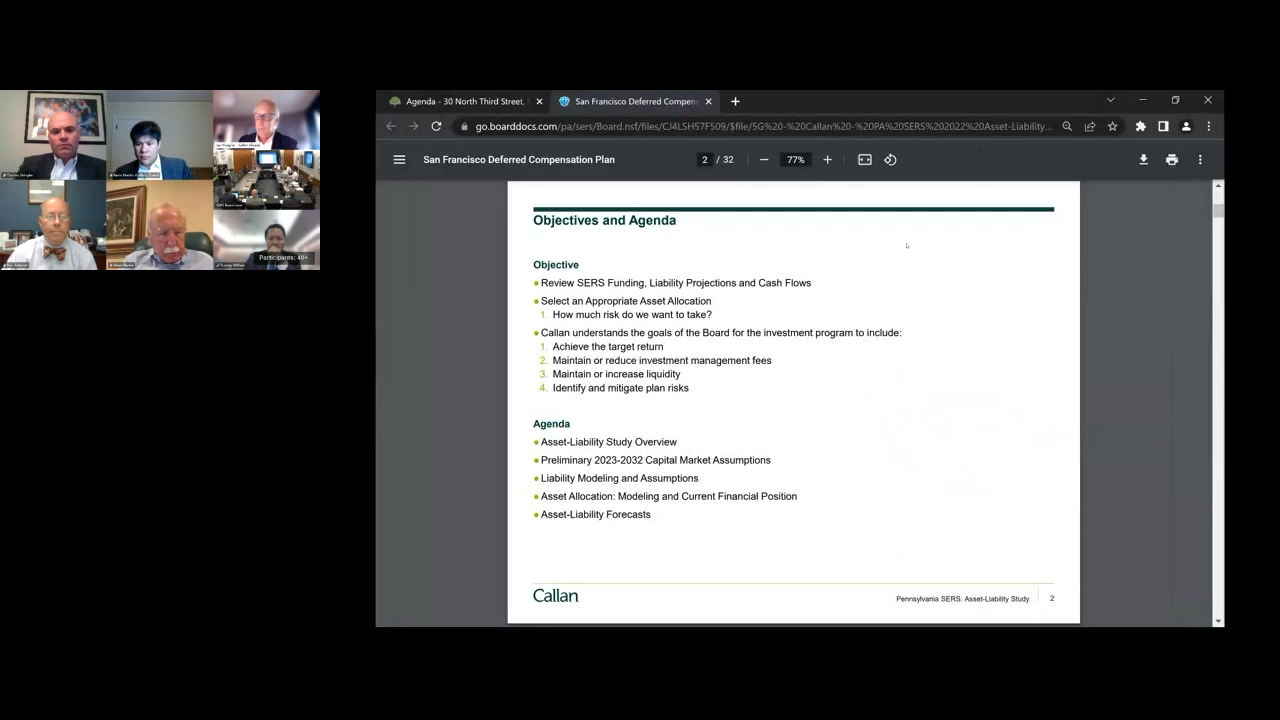 Agenda - 30 North Third Street,
San Francisco Deferred Compens
go.boarddocs.com/pa/sers/Board.nsf/files/CJ4LSH57F509/$file/5G%20-%20Callan%20-%20PA%20SERS%202022%20Asset-Liability...
San Francisco Deferred Compensation Plan
2 / 32
77%
Objectives and Agenda
Objective
Review SERS Funding, Liability Projections and Cash Flows
Select an Appropriate Asset Allocation
1. How much risk do we want to take?
Callan understands the goals of the Board for the investment program to include:
1. Achieve the target return
2. Maintain or reduce investment management fees
3. Maintain or increase liquidity
4. Identify and mitigate plan risks
Agenda
Asset-Liability Study Overview
Preliminary 2023-2032 Capital Market Assumptions
Liability Modeling and Assumptions
Asset Allocation: Modeling and Current Financial Position
Asset-Liability Forecasts
Callan
Pennsylvania SERS: Asset-Liability Study
2
Participants: 40+